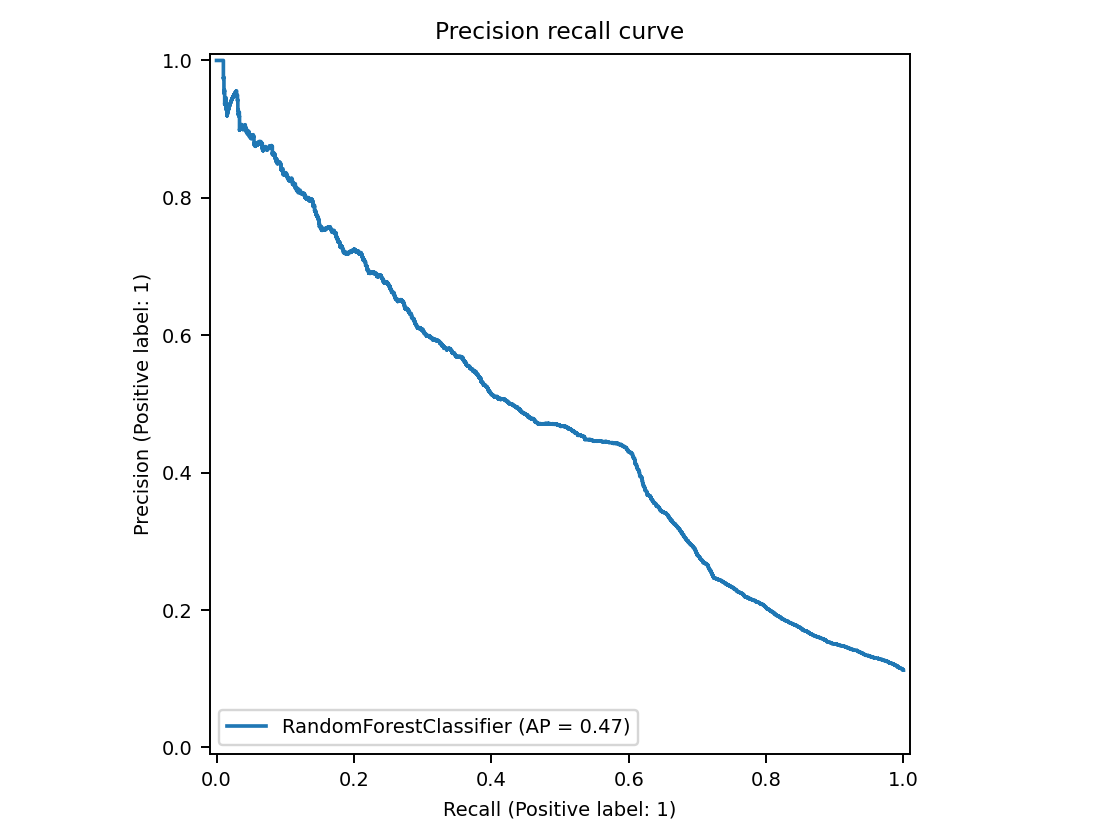 Precision recall curve
1.0
0.8
0.6
0.4
0.2
0.0
Precision (Positive label: 1)
RandomForestClassifier (AP = 0.47)
0.0 0.2 0.4 0.6 0.8 1.0
Recall (Positive label: 1)